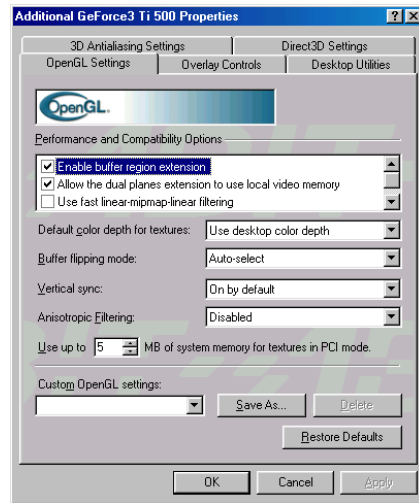 Additional GeForce3 Ti 500 Properties
3D Antialiasing Settings
Direct3D Settings
OpenGL Settings
Overlay Controls
Desktop Utilities
OpenGL.
Performance and Compatibility Options
Enable buffer region extension
Allow the dual planes extension to use local video memory
Use fast linear-mipmap-linear filtering
Default color depth for textures: Use desktop color depth
Buffer flipping mode: Auto-select
Vertical sync: On by default
Anisotropic Filtering: Disabled
Use up to 5 MB of system memory for textures in PCI mode.
Custom OpenGL settings:
Save As... Delete
Restore Defaults
OK Cancel Apply